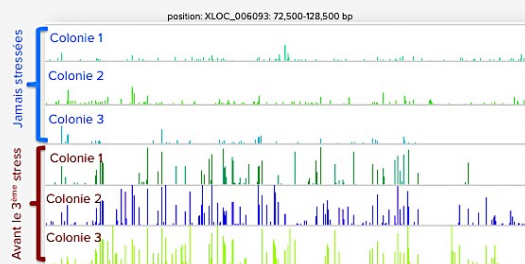 position: XLOC_006093: 72,500-128,500 bp
Jamais stressées
Colonie 1
Colonie 2
Colonie 3
Avant le 3ème stress
Colonie 1
Colonie 2
Colonie 3